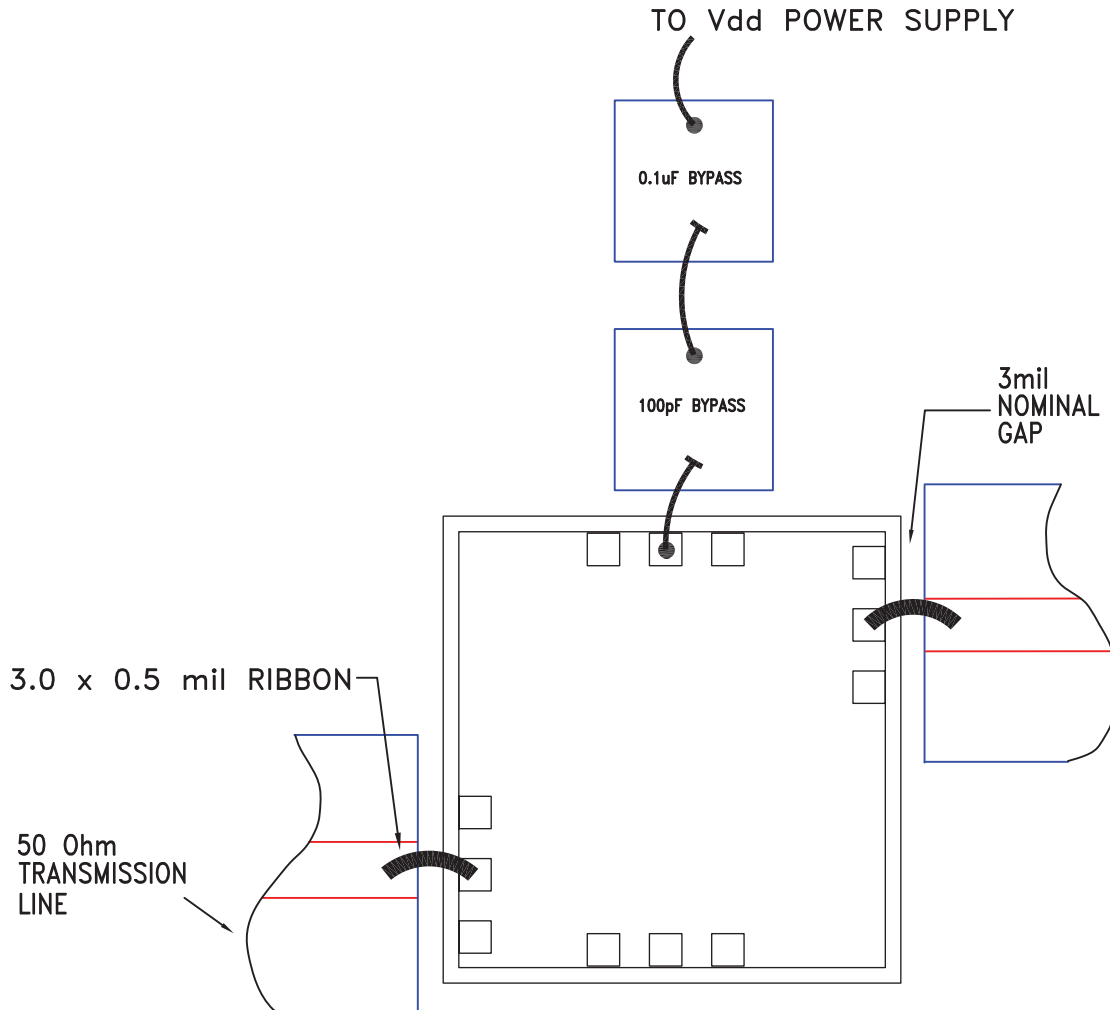 TO Vdd POWER SUPPLY
0.1uF BYPASS
100pF BYPASS
3mil
NOMINAL
GAP
3.0 x 0.5 mil RIBBON
50 Ohm
TRANSMISSION
LINE